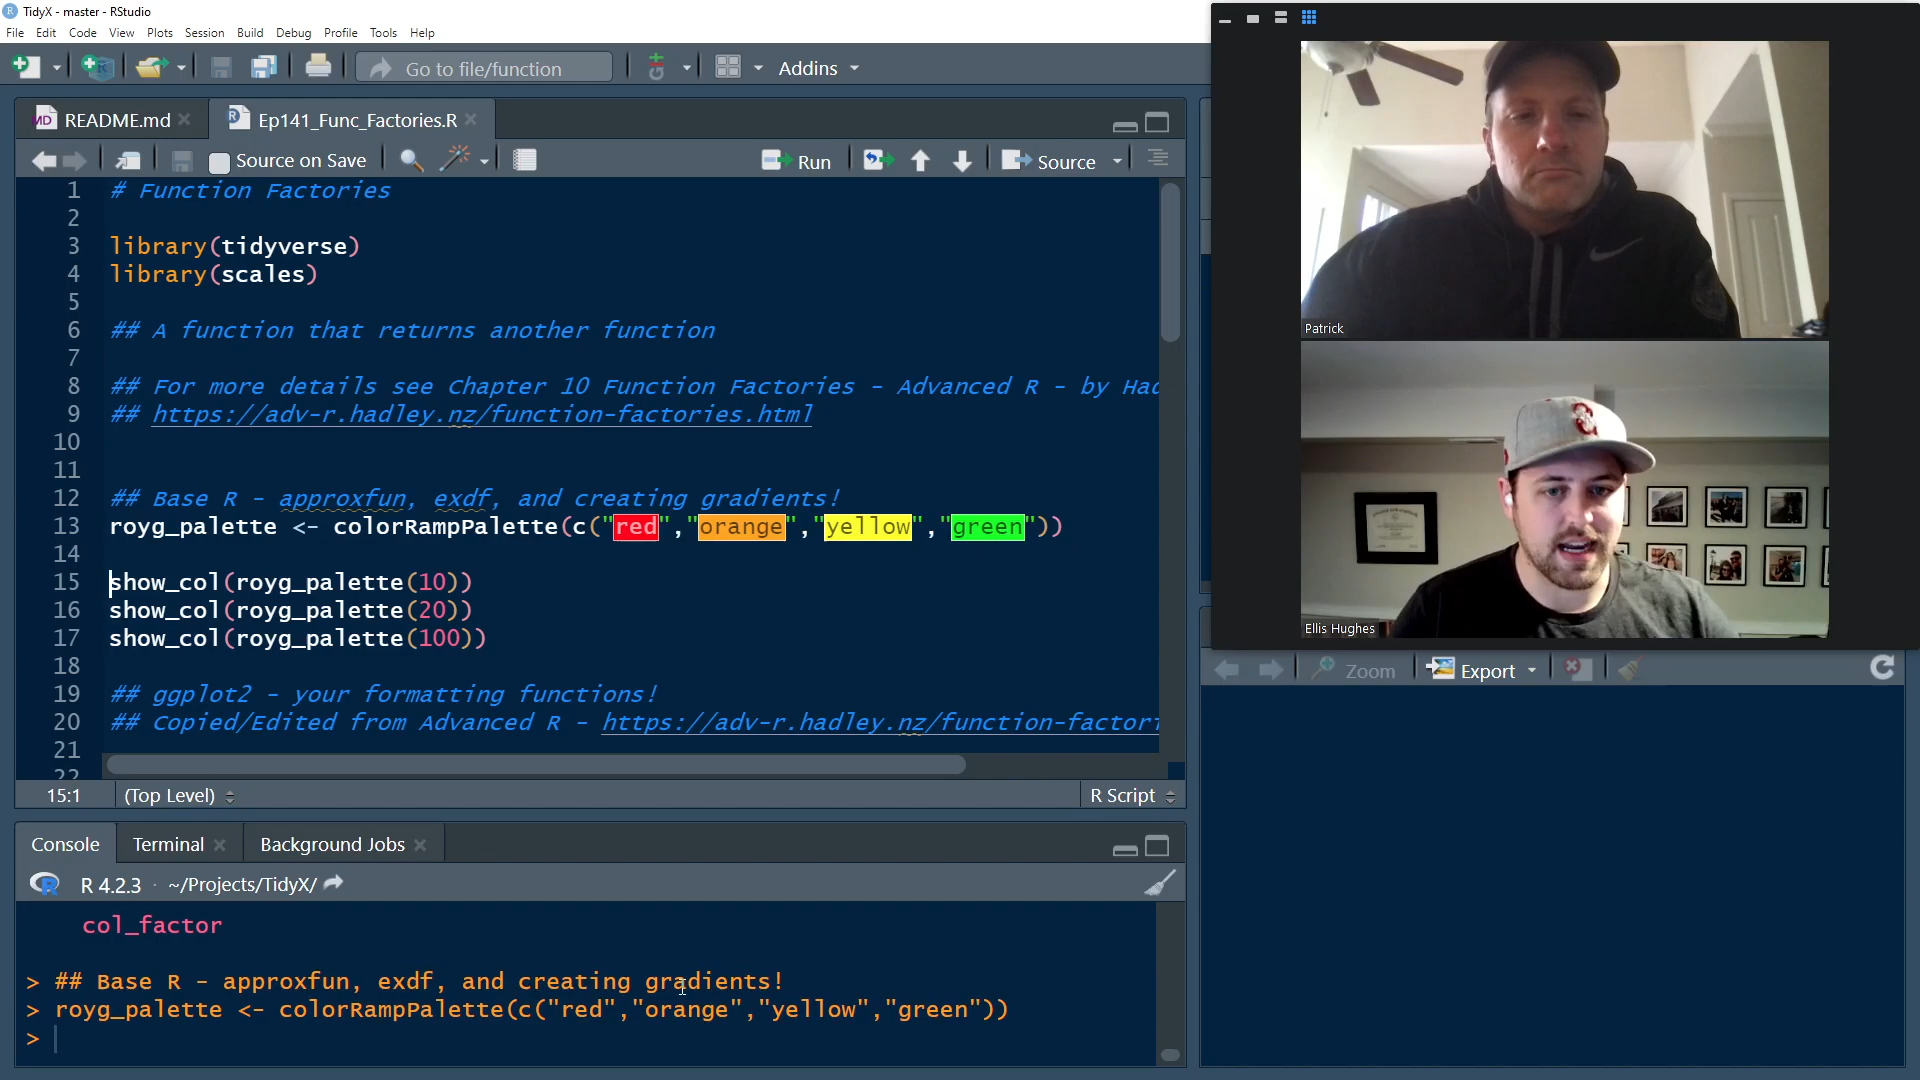 TidyX - master - RStudio
File Edit Code View Plots Session Build Debug Profile Tools Help
Go to file/function Addins
README.md Ep141_Func_Factories.R
Source on Save Run Source
1 # Function Factories
2
3 library(tidyverse)
4 library(scales)
5
6 ## A function that returns another function
7
8 ## For more details see Chapter 10 Function Factories - Advanced R - by Had
9 ## https://adv-r.hadley.nz/function-factories.html
10
11
12 ## Base R - approxfun, exdf, and creating gradients!
13 royg_palette <- colorRampPalette(c("red","orange","yellow","green"))
14
15 show_col(royg_palette(10))
16 show_col(royg_palette(20))
17 show_col(royg_palette(100))
18
19 ## ggplot2 - your formatting functions!
20 ## Copied/Edited from Advanced R - https://adv-r.hadley.nz/function-factori
21
22
15:1 (Top Level) R Script
Console Terminal Background Jobs
R 4.2.3 · ~/Projects/TidyX/
col_factor
> ## Base R - approxfun, exdf, and creating gradients!
> royg_palette <- colorRampPalette(c("red","orange","yellow","green"))
>
Patrick
Ellis Hughes
Zoom Export